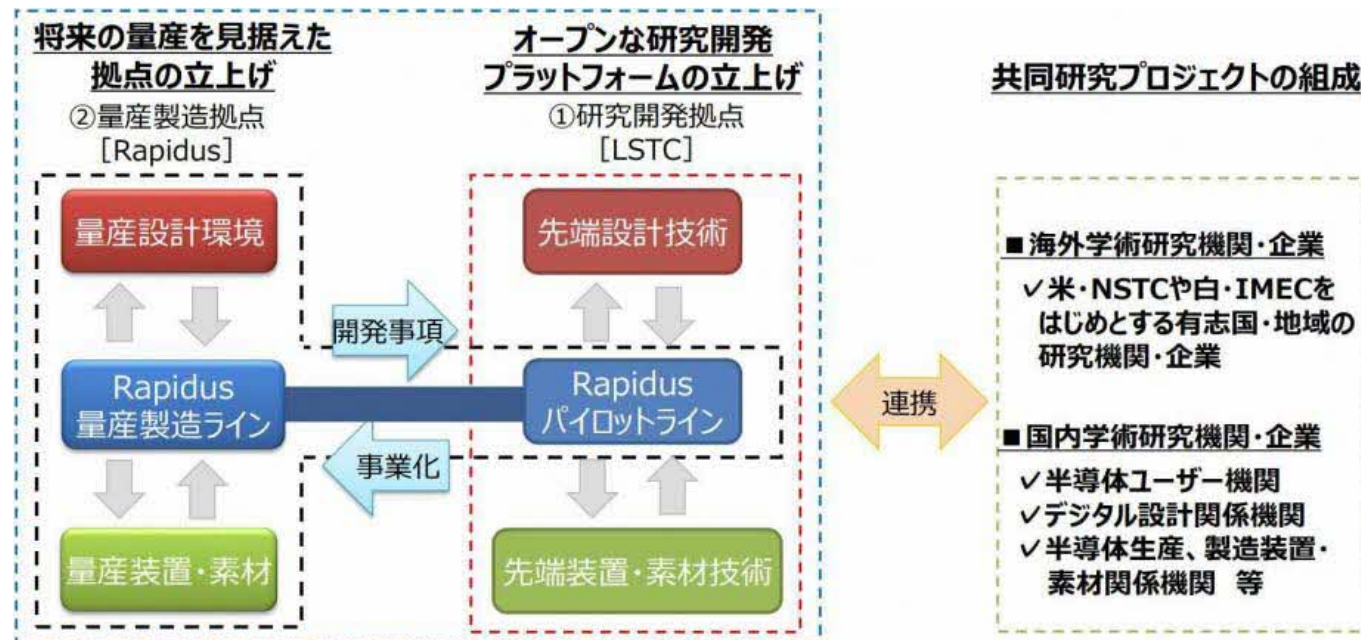 将来の量産を見据えた
拠点の立上げ
②量産製造拠点
[Rapidus]
量産設計環境
Rapidus
量産製造ライン
量産装置・素材
開発事項
事業化
オープンな研究開発
プラットフォームの立上げ
①研究開発拠点
[LSTC]
先端設計技術
Rapidus
パイロットライン
先端装置・素材技術
連携
共同研究プロジェクトの組成
■海外学術研究機関・企業
✓米・NSTCや白・IMECを
はじめとする有志国・地域の
研究機関・企業
■国内学術研究機関・企業
✓半導体ユーザー機関
✓デジタル設計関係機関
✓半導体生産、製造装置・
素材関係機関 等